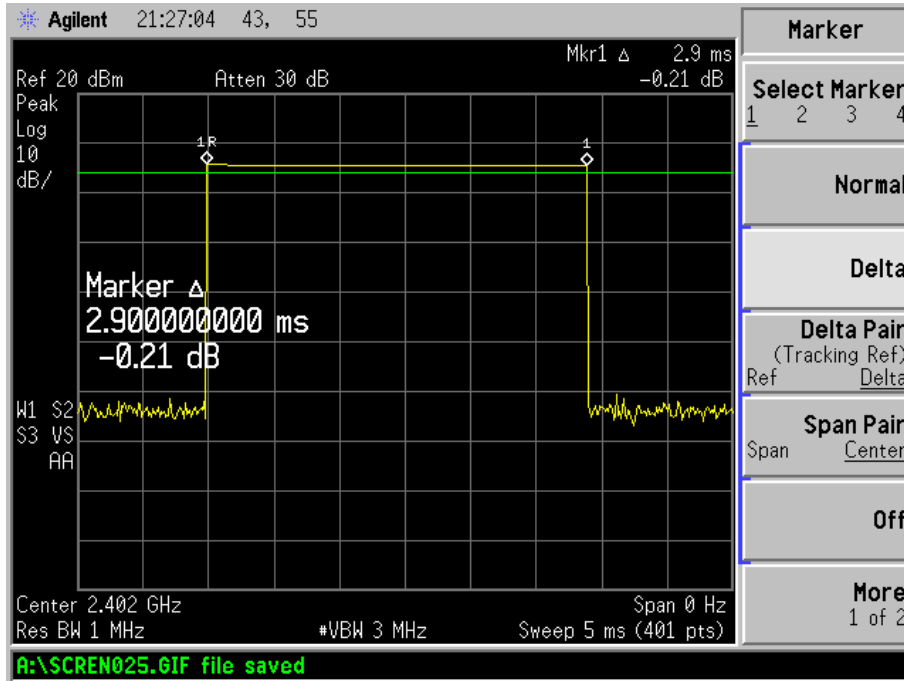 Agilent 21:27:04 43, 55
Mkr1 Δ 2.9 ms
Ref 20 dBm Atten 30 dB -0.21 dB
Peak
Log
10
dB/
1R
1
Marker Δ
2.900000000 ms
-0.21 dB
W1 S2
S3 VS
AA
Center 2.402 GHz Span 0 Hz
Res BW 1 MHz #VBW 3 MHz Sweep 5 ms (401 pts)
A:\SCREN025.GIF file saved
Marker
Select Marker
1 2 3 4
Normal
Delta
Delta Pair
(Tracking Ref)
Ref Delta
Span Pair
Span Center
Off
More
1 of 2